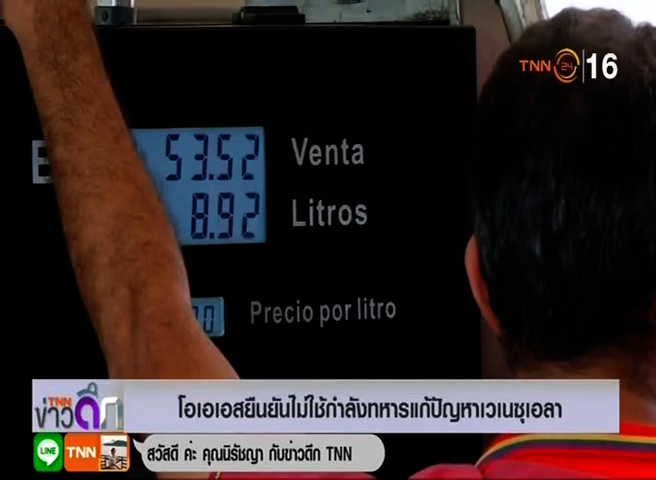 TNN 24 16
53.52 Venta
8.92 Litros
Precio por litro
TNN
ข่าวดึก
โอเอเอสยืนยันไม่ใช้กำลังทหารแก้ปัญหาเวเนซุเอลา
LINE TNN
สวัสดี ค่ะ คุณนิรัชญา กับข่าวดึก TNN